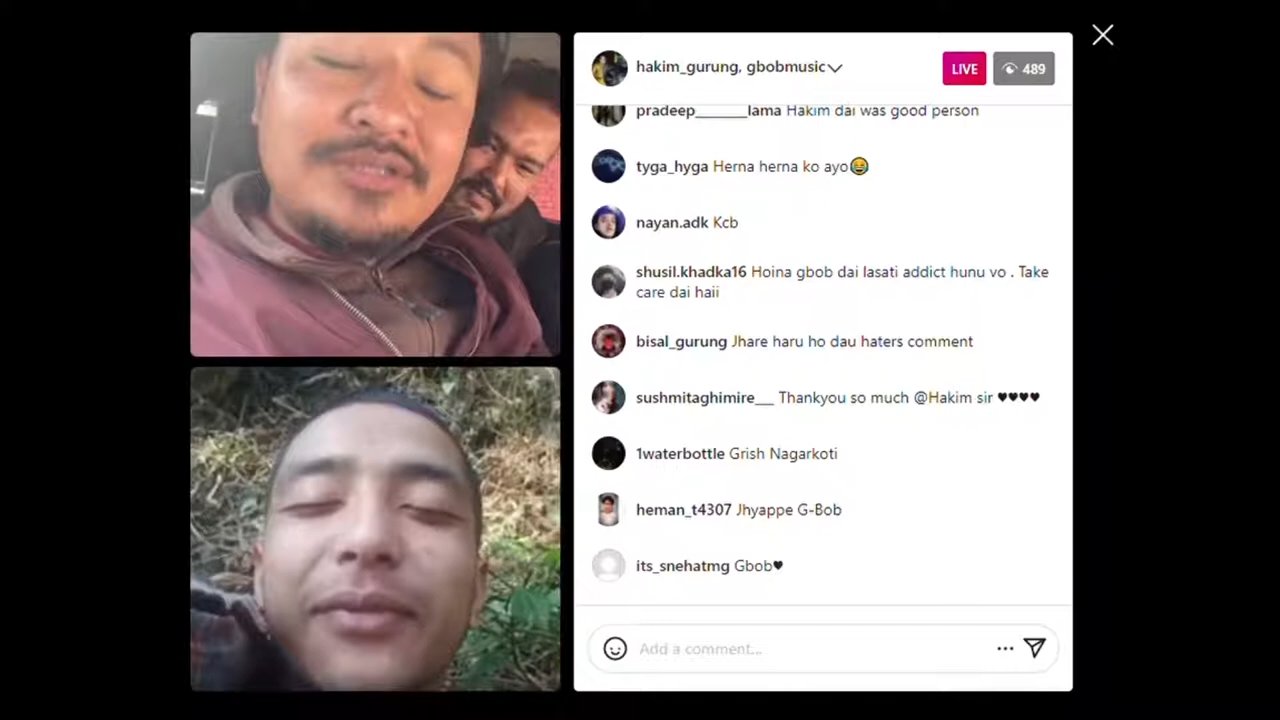 hakim_gurung, gbobmusic
LIVE
489
pradeep_______lama Hakim dai was good person
tyga_hyga Herna herna ko ayo😂
nayan.adk Kcb
shusil.khadka16 Hoina gbob dai lasati addict hunu vo . Take
care dai haii
bisal_gurung Jhare haru ho dau haters comment
sushmitaghimire___ Thankyou so much @Hakim sir ♥♥♥♥
1waterbottle Grish Nagarkoti
heman_t4307 Jhyappe G-Bob
its_snehatmg Gbob♥
Add a comment...